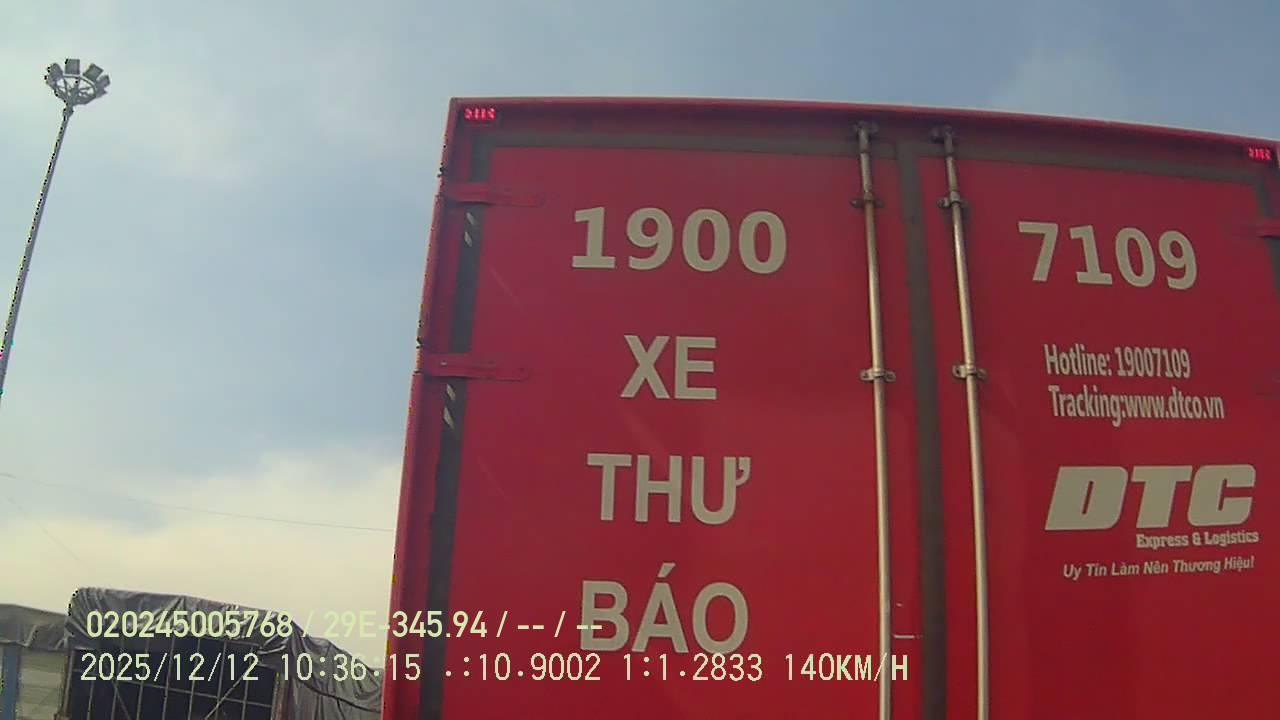 1900
XE
THƯ
BÁO
7109
Hotline: 19007109
Tracking:www.dtco.vn
DTC
Express & Logistics
Uy Tín Làm Nên Thương Hiệu!
020245005768 / 29E-345.94 / -- / --
2025/12/12 10:36:15 .:10.9002 1:1.2833 140KM/H